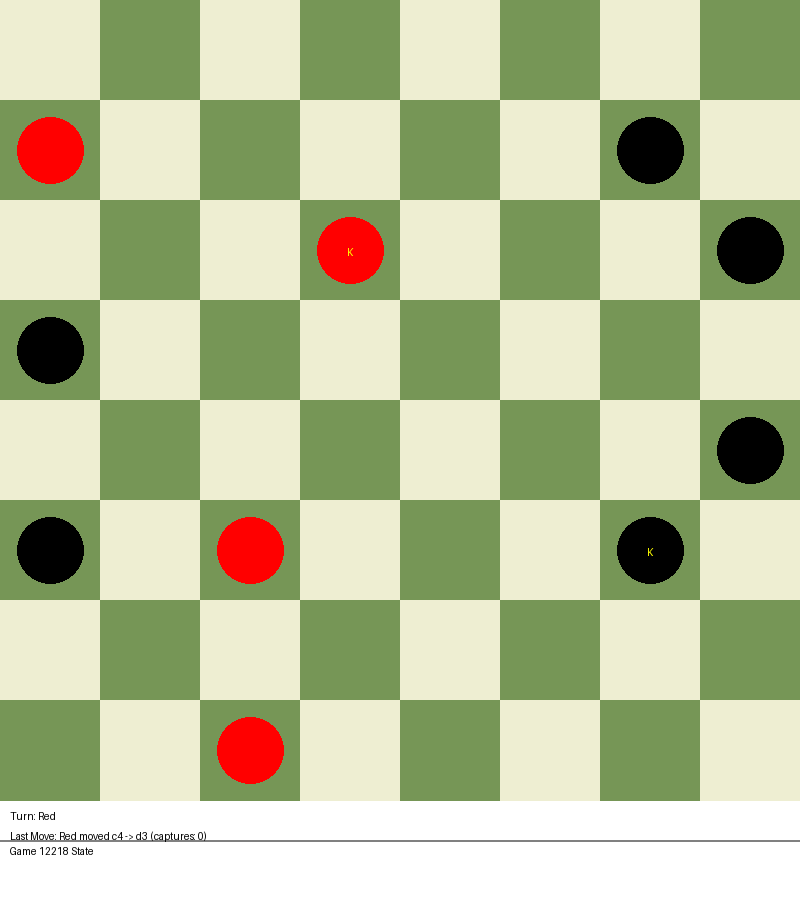 K
K
Turn: Red
Last Move: Red moved c4 -> d3 (captures: 0)
Game 12218 State